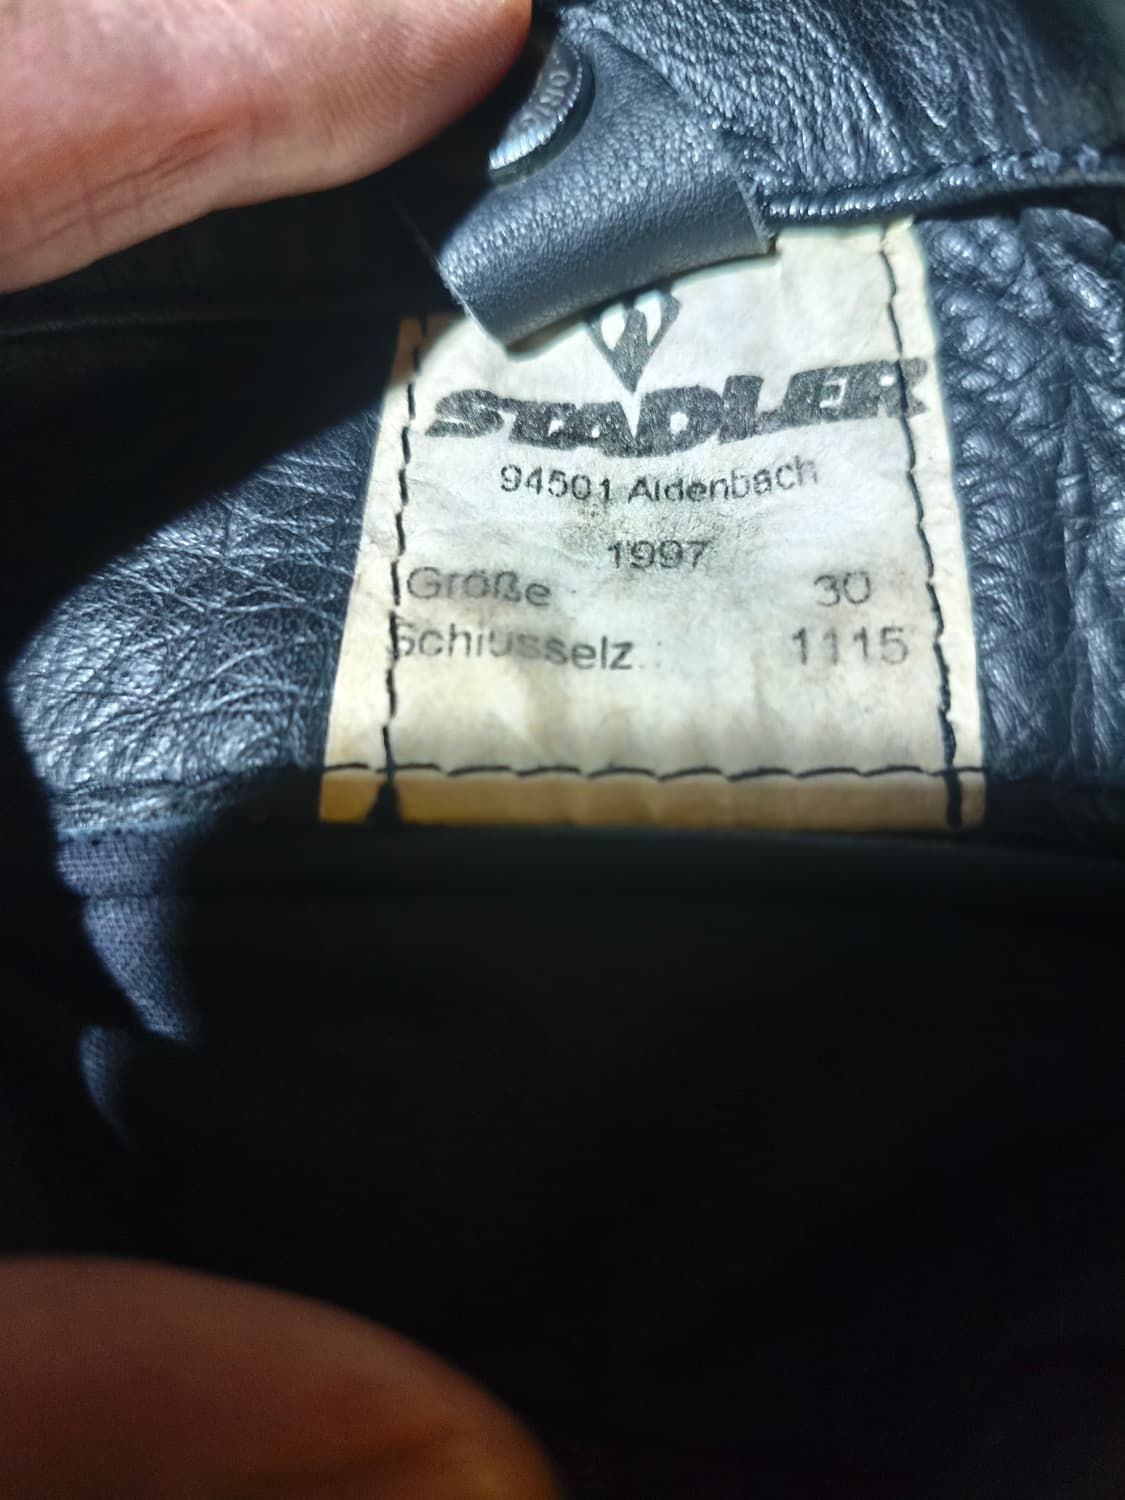 STADLER
94501 Aldenbach
1997
Größe : 30
Schlüsselz.: 1115